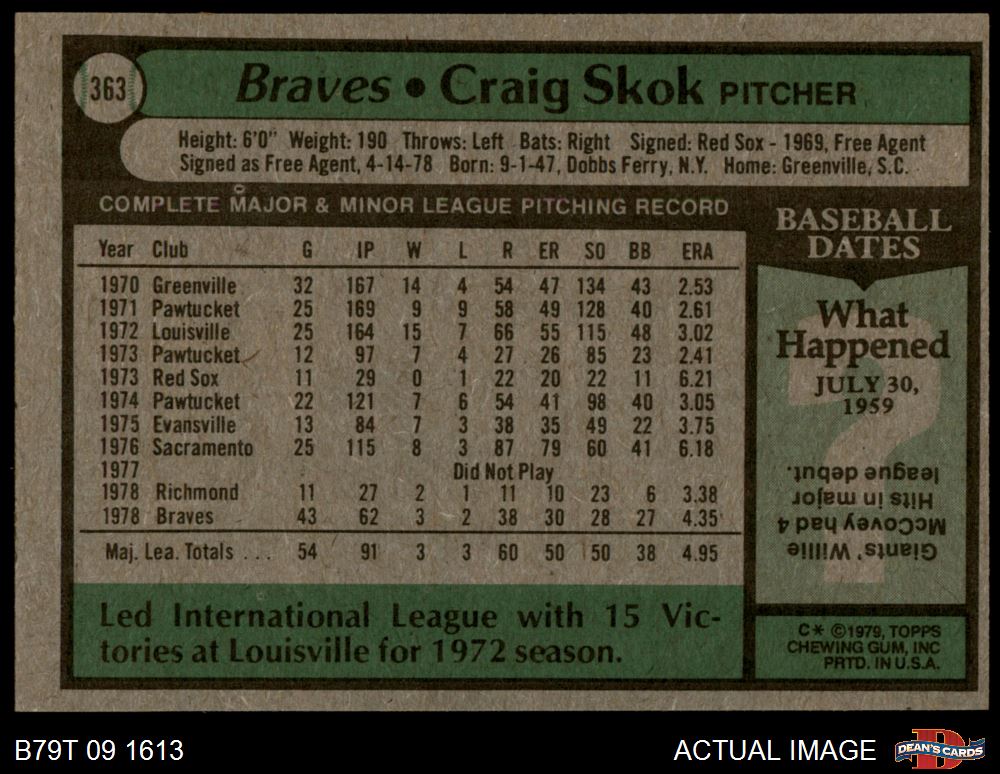 363
Braves • Craig Skok PITCHER
Height: 6'0" Weight: 190 Throws: Left Bats: Right Signed: Red Sox - 1969, Free Agent
Signed as Free Agent, 4-14-78 Born: 9-1-47, Dobbs Ferry, N.Y. Home: Greenville, S.C.
COMPLETE MAJOR & MINOR LEAGUE PITCHING RECORD
Year Club G IP W L R ER SO BB ERA
1970 Greenville 32 167 14 4 54 47 134 43 2.53
1971 Pawtucket 25 169 9 9 58 49 128 40 2.61
1972 Louisville 25 164 15 7 66 55 115 48 3.02
1973 Pawtucket 12 97 7 4 27 26 85 23 2.41
1973 Red Sox 11 29 0 1 22 20 22 11 6.21
1974 Pawtucket 22 121 7 6 54 41 98 40 3.05
1975 Evansville 13 84 7 3 38 35 49 22 3.75
1976 Sacramento 25 115 8 3 87 79 60 41 6.18
1977 Did Not Play
1978 Richmond 11 27 2 1 11 10 23 6 3.38
1978 Braves 43 62 3 2 38 30 28 27 4.35
Maj. Lea. Totals ... 54 91 3 3 60 50 50 38 4.95
Led International League with 15 Vic-
tories at Louisville for 1972 season.
BASEBALL
DATES
What
Happened
JULY 30,
1959
?
Giants' Willie
McCovey had 4
Hits in major
league debut.
C* ©1979, TOPPS
CHEWING GUM, INC
PRTD. IN U.S.A.
B79T 09 1613
ACTUAL IMAGE
D
DEAN'S CARDS